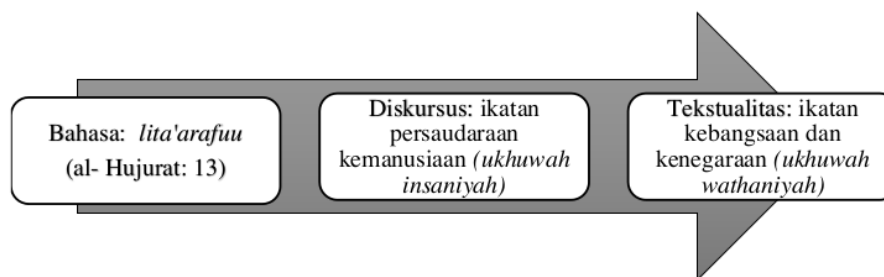 Bahasa: lita'arafuu
(al- Hujurat: 13)
Diskursus: ikatan
persaudaraan
kemanusiaan (ukhuwah
insaniyah)
Tekstualitas: ikatan
kebangsaan dan
kenegaraan (ukhuwah
wathaniyah)